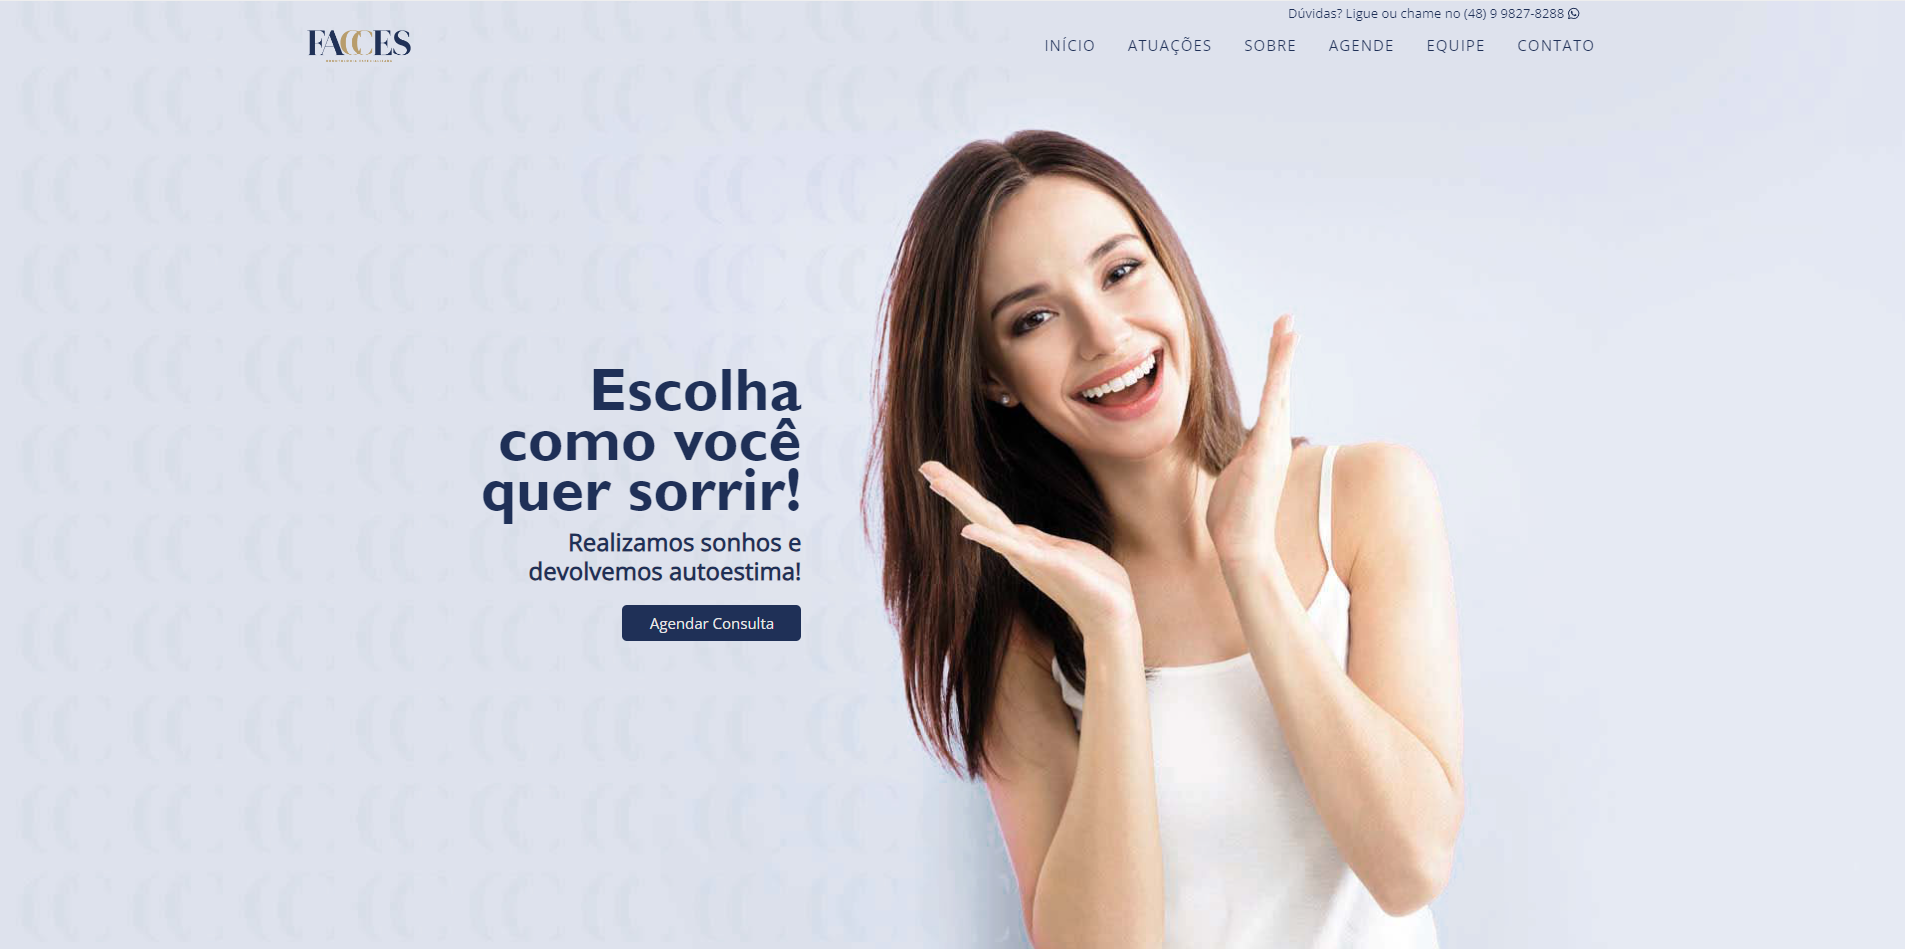 Dúvidas? Ligue ou chame no (48) 9 9827-8288
FACCES
INÍCIO ATUAÇÕES SOBRE AGENDE EQUIPE CONTATO
Escolha
como você
quer sorrir!
Realizamos sonhos e
devolvemos autoestima!
Agendar Consulta